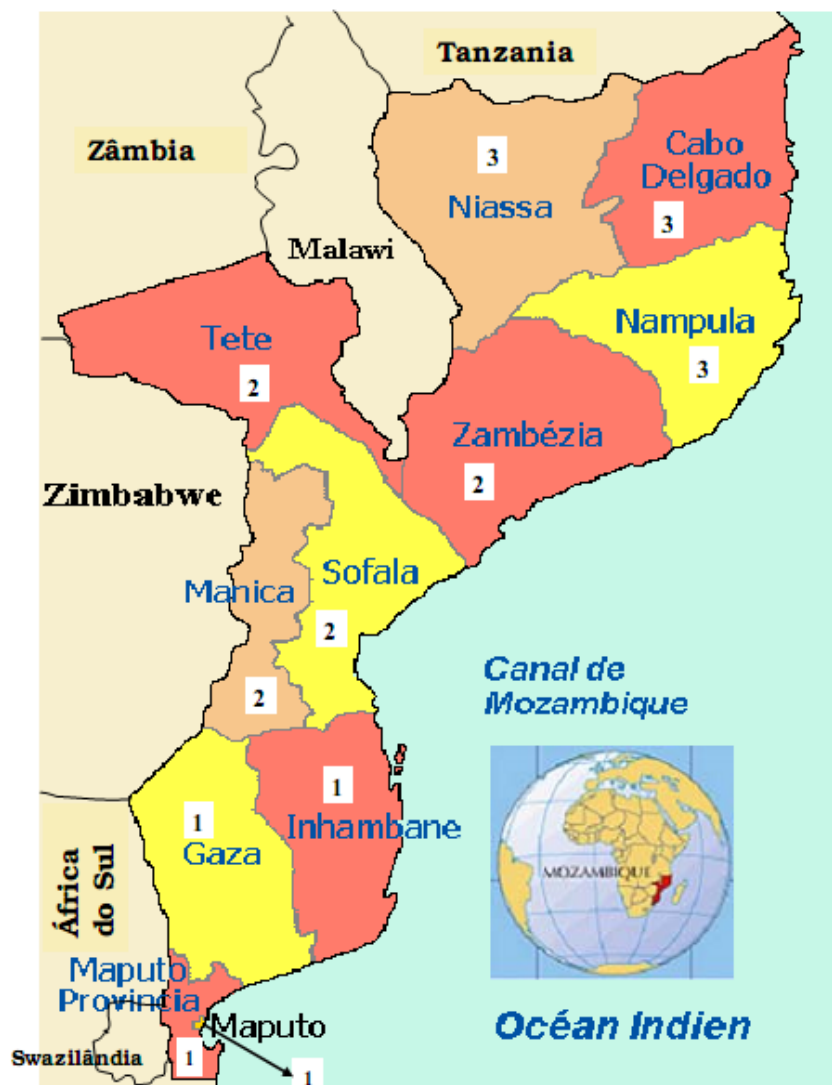 Tanzania
Zâmbia
3
Cabo
Delgado
Niassa
3
Malawi
Nampula
Tete
3
2
Zambézia
Zimbabwe
2
Sofala
Manica
2
Canal de
Mozambique
2
1
Inhambane
1
Gaza
MOZAMBIQUE
África
do Sul
Maputo
Provincia
Maputo
Océan Indien
Swazilândia
1
1